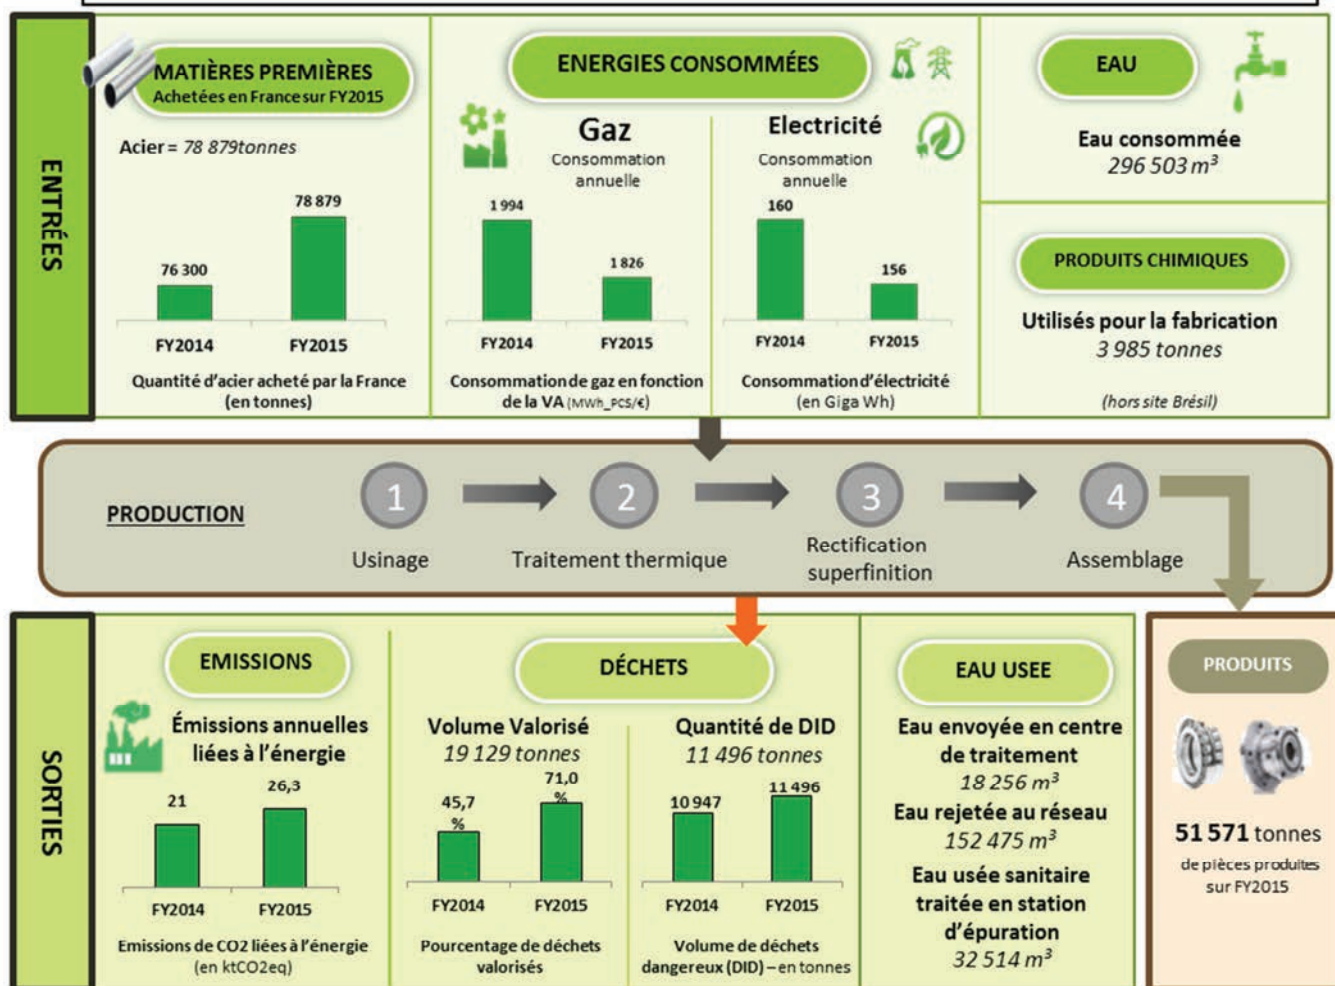 ENTRÉES
MATIÈRES PREMIÈRES
Achetées en France sur FY2015
Acier = 78 879tonnes
76 300
78 879
FY2014
FY2015
Quantité d'acier acheté par la France
(en tonnes)
ENERGIES CONSOMMÉES
Gaz
Consommation
annuelle
1 994
1 826
FY2014
FY2015
Consommation de gaz en fonction
de la VA (MWh_PCS/€)
Electricité
Consommation
annuelle
160
156
FY2014
FY2015
Consommation d'électricité
(en Giga Wh)
EAU
Eau consommée
296 503 m³
PRODUITS CHIMIQUES
Utilisés pour la fabrication
3 985 tonnes
(hors site Brésil)
PRODUCTION
1
2
3
4
Usinage
Traitement thermique
Rectification
superfinition
Assemblage
SORTIES
EMISSIONS
Émissions annuelles
liées à l'énergie
21
26,3
FY2014
FY2015
Emissions de CO2 liées à l'énergie
(en ktCO2eq)
DÉCHETS
Volume Valorisé
19 129 tonnes
45,7
%
71,0
%
FY2014
FY2015
Pourcentage de déchets
valorisés
Quantité de DID
11 496 tonnes
10 947
11 496
FY2014
FY2015
Volume de déchets
dangereux (DID) – en tonnes
EAU USEE
Eau envoyée en centre
de traitement
18 256 m³
Eau rejetée au réseau
152 475 m³
Eau usée sanitaire
traitée en station
d'épuration
32 514 m³
PRODUITS
51 571 tonnes
de pièces produites
sur FY2015